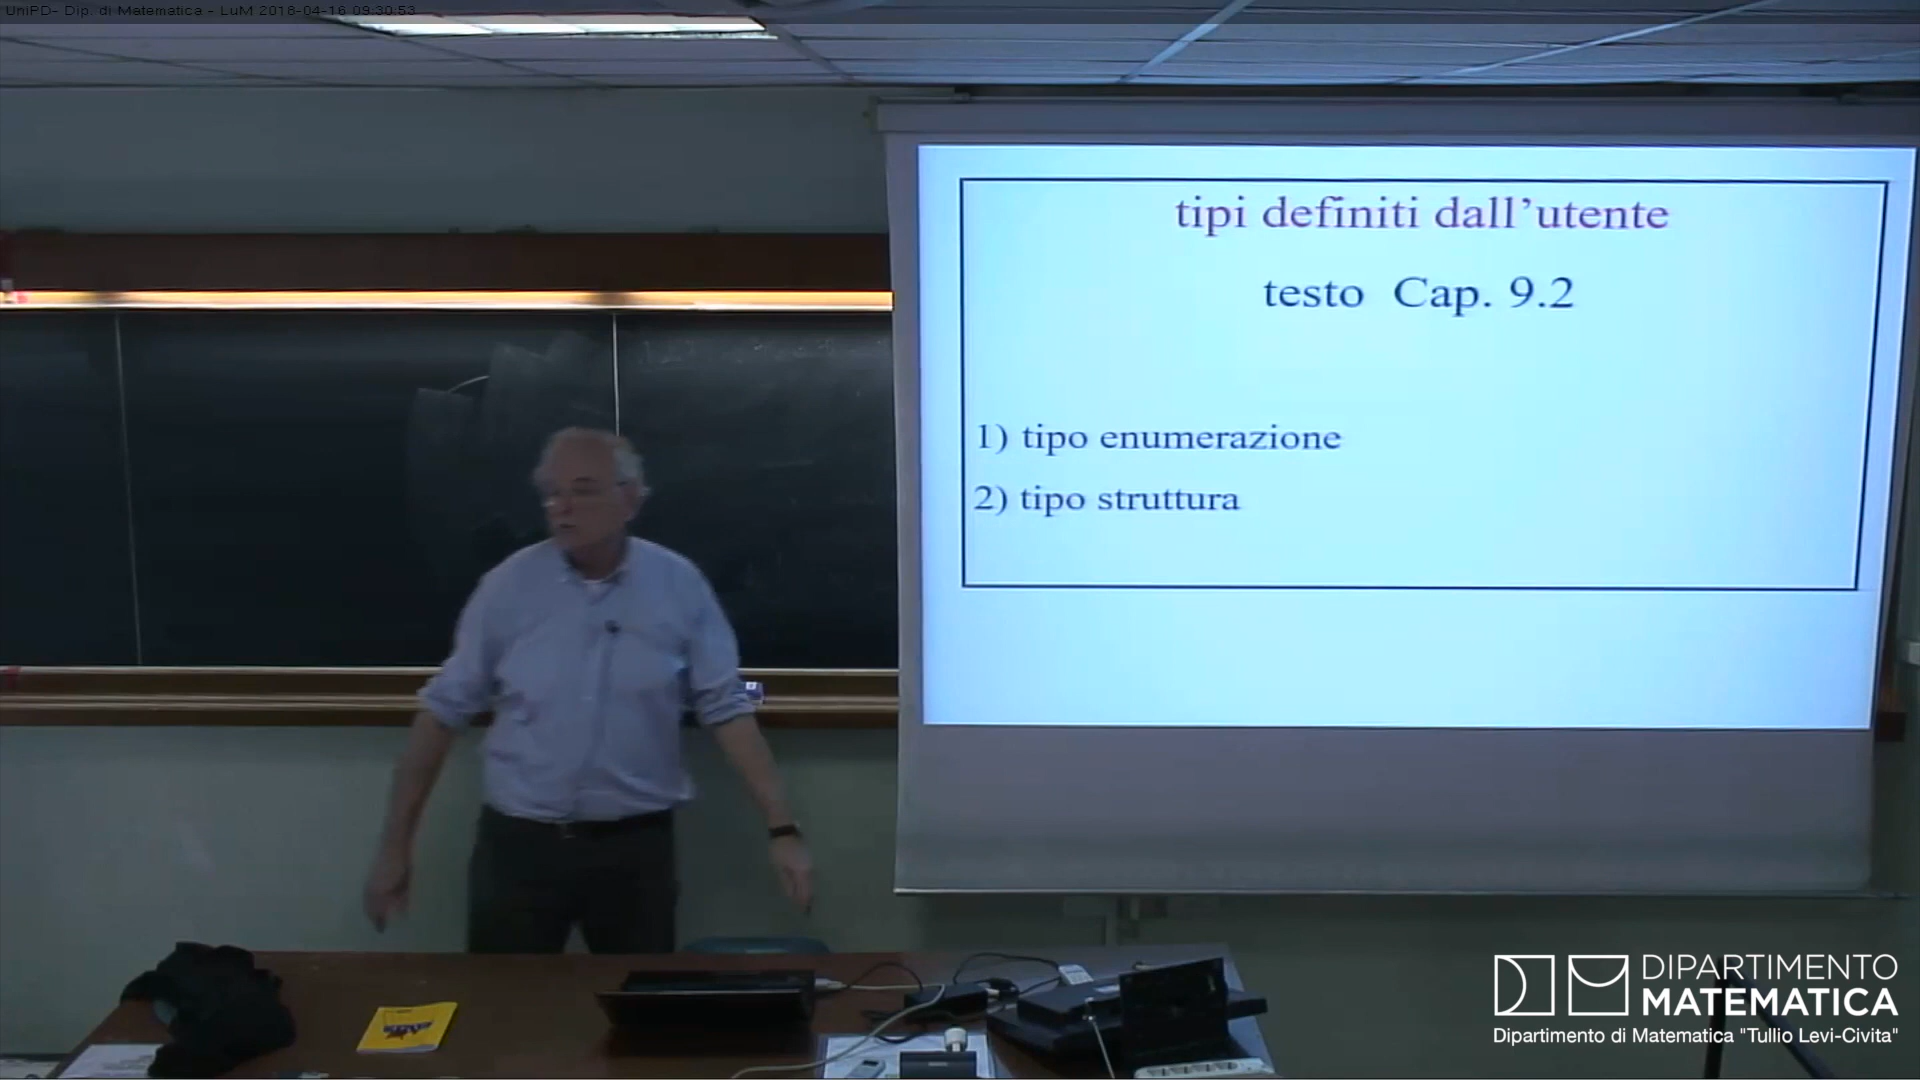 UniPD- Dip. di Matematica - LuM 2018-04-16 09:30:53
tipi definiti dall’utente
testo Cap. 9.2
1) tipo enumerazione
2) tipo struttura
DIPARTIMENTO
MATEMATICA
Dipartimento di Matematica "Tullio Levi-Civita"